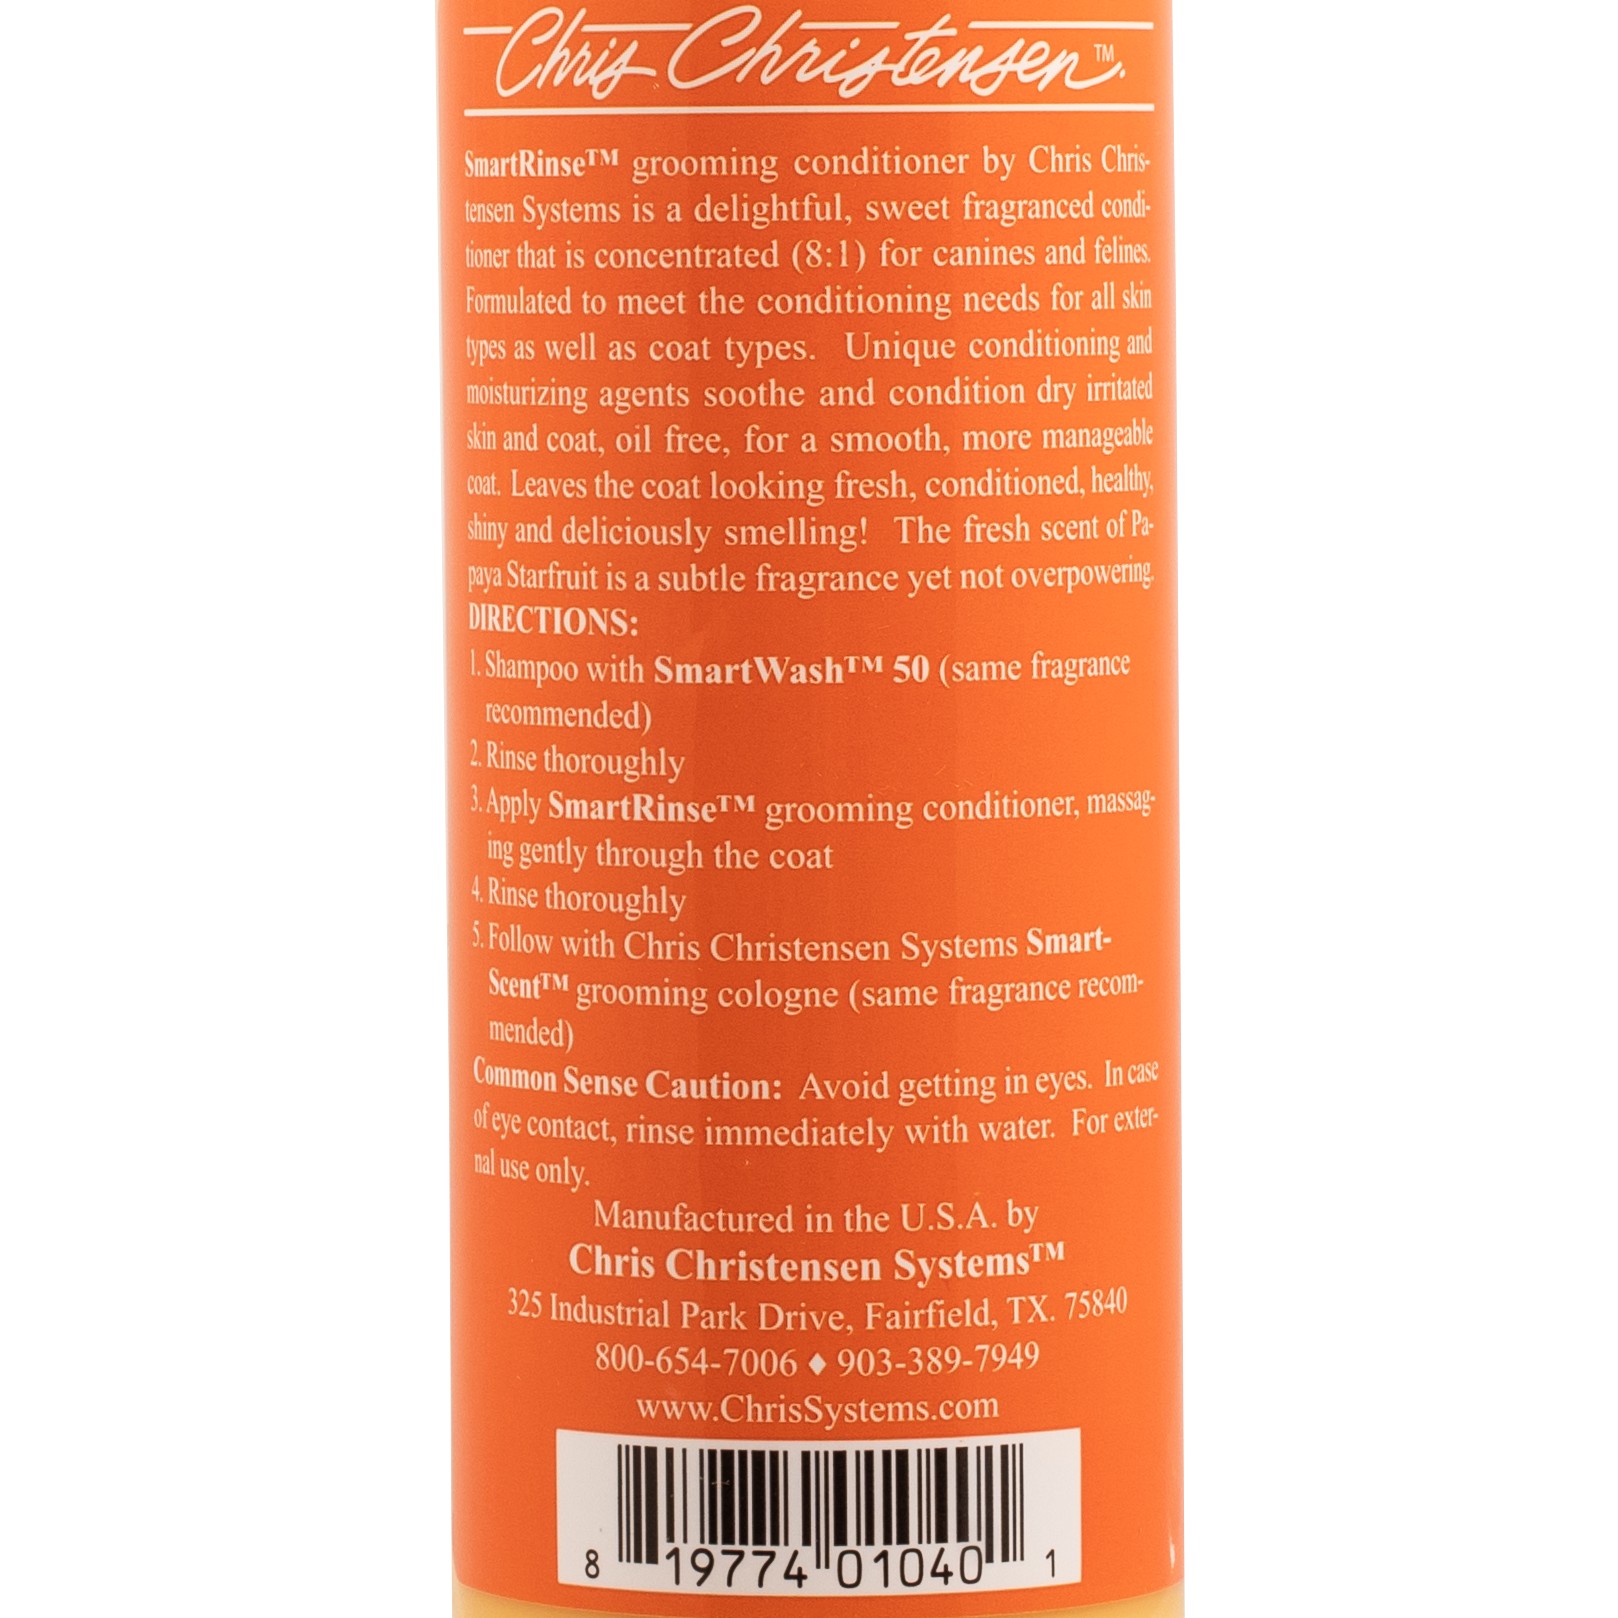 Chris Christensen™.
SmartRinse™ grooming conditioner by Chris Chris-
tensen Systems is a delightful, sweet fragranced condi-
tioner that is concentrated (8:1) for canines and felines.
Formulated to meet the conditioning needs for all skin
types as well as coat types. Unique conditioning and
moisturizing agents soothe and condition dry irritated
skin and coat, oil free, for a smooth, more manageable
coat. Leaves the coat looking fresh, conditioned, healthy,
shiny and deliciously smelling! The fresh scent of Pa-
paya Starfruit is a subtle fragrance yet not overpowering.
DIRECTIONS:
1. Shampoo with SmartWash™ 50 (same fragrance
recommended)
2. Rinse thoroughly
3. Apply SmartRinse™ grooming conditioner, massag-
ing gently through the coat
4. Rinse thoroughly
5. Follow with Chris Christensen Systems Smart-
Scent™ grooming cologne (same fragrance recom-
mended)
Common Sense Caution: Avoid getting in eyes. In case
of eye contact, rinse immediately with water. For exter-
nal use only.
Manufactured in the U.S.A. by
Chris Christensen Systems™
325 Industrial Park Drive, Fairfield, TX. 75840
800-654-7006 ♦ 903-389-7949
www.ChrisSystems.com
8 19774 01040 1